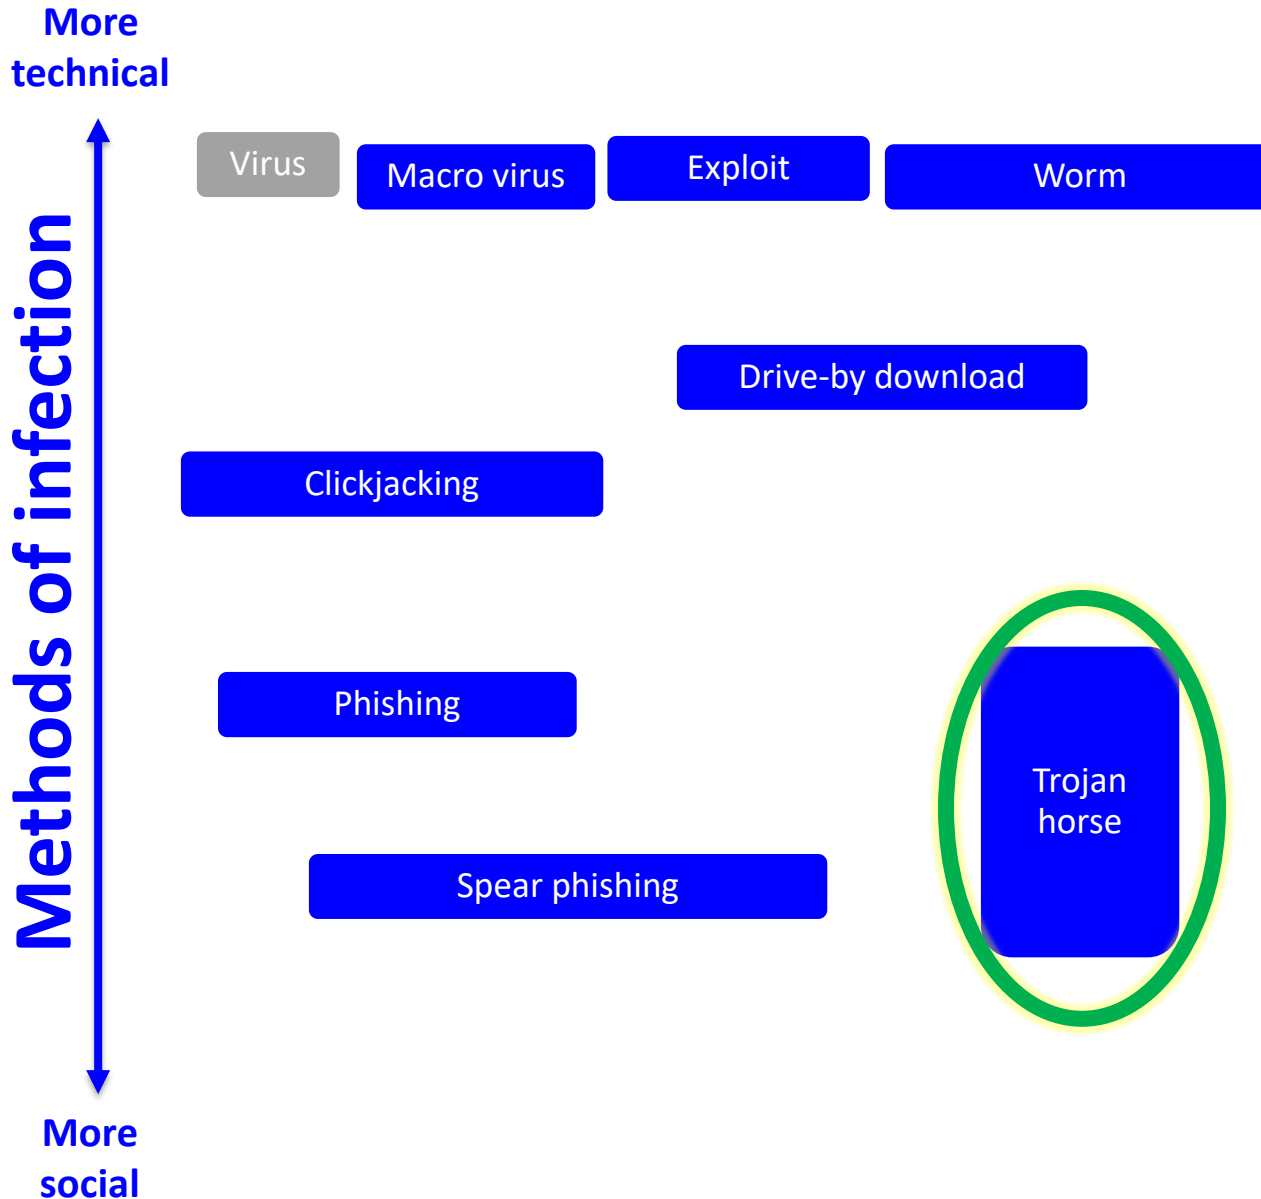 More
technical
Methods of infection
Virus
Macro virus
Exploit
Worm
Drive-by download
Clickjacking
Phishing
Trojan
horse
Spear phishing
More
social